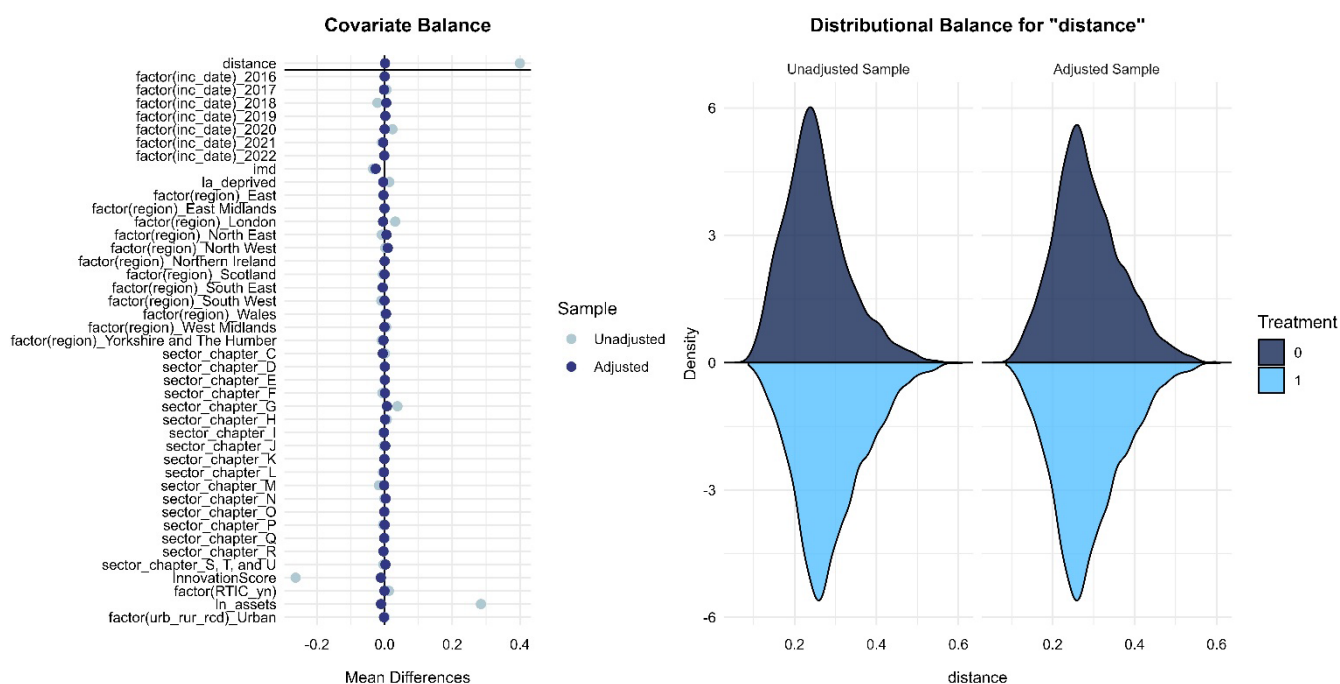 Covariate Balance
distance
factor(inc_date)_2016
factor(inc_date)_2017
factor(inc_date)_2018
factor(inc_date)_2019
factor(inc_date)_2020
factor(inc_date)_2021
factor(inc_date)_2022
imd
la_deprived
factor(region)_East
factor(region)_East Midlands
factor(region)_London
factor(region)_North East
factor(region)_North West
factor(region)_Northern Ireland
factor(region)_Scotland
factor(region)_South East
factor(region)_South West
factor(region)_Wales
factor(region)_West Midlands
factor(region)_Yorkshire and The Humber
sector_chapter_C
sector_chapter_D
sector_chapter_E
sector_chapter_F
sector_chapter_G
sector_chapter_H
sector_chapter_I
sector_chapter_J
sector_chapter_K
sector_chapter_L
sector_chapter_M
sector_chapter_N
sector_chapter_O
sector_chapter_P
sector_chapter_Q
sector_chapter_R
sector_chapter_S, T, and U
InnovationScore
factor(RTIC_yn)
ln_assets
factor(urb_rur_rcd)_Urban
-0.2 0.0 0.2 0.4
Mean Differences
Sample
Unadjusted
Adjusted
Distributional Balance for "distance"
Unadjusted Sample
Adjusted Sample
Density
6
3
0
-3
-6
0.2 0.4 0.6
0.2 0.4 0.6
distance
Treatment
0
1